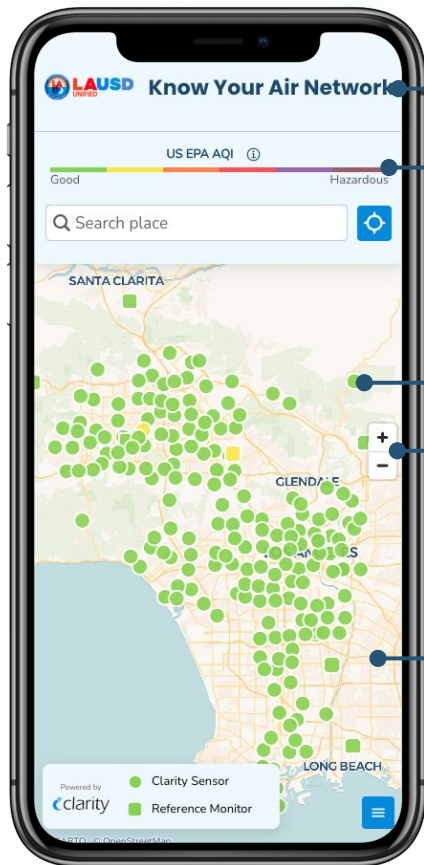 LAUSD
UNIFIED
Know Your Air Network
US EPA AQI
Good
Hazardous
Search place
SANTA CLARITA
+
−
GLENDALE
LONG BEACH
Powered by
clarity
Clarity Sensor
Reference Monitor
© OpenStreetMap